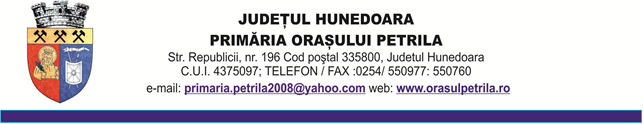 JUDEȚUL HUNEDOARA
PRIMĂRIA ORAȘULUI PETRILA
Str. Republicii, nr. 196 Cod poștal 335800, Judetul Hunedoara
C.U.I. 4375097; TELEFON / FAX :0254/ 550977: 550760
e-mail: primaria.petrila2008@yahoo.com web: www.orasulpetrila.ro